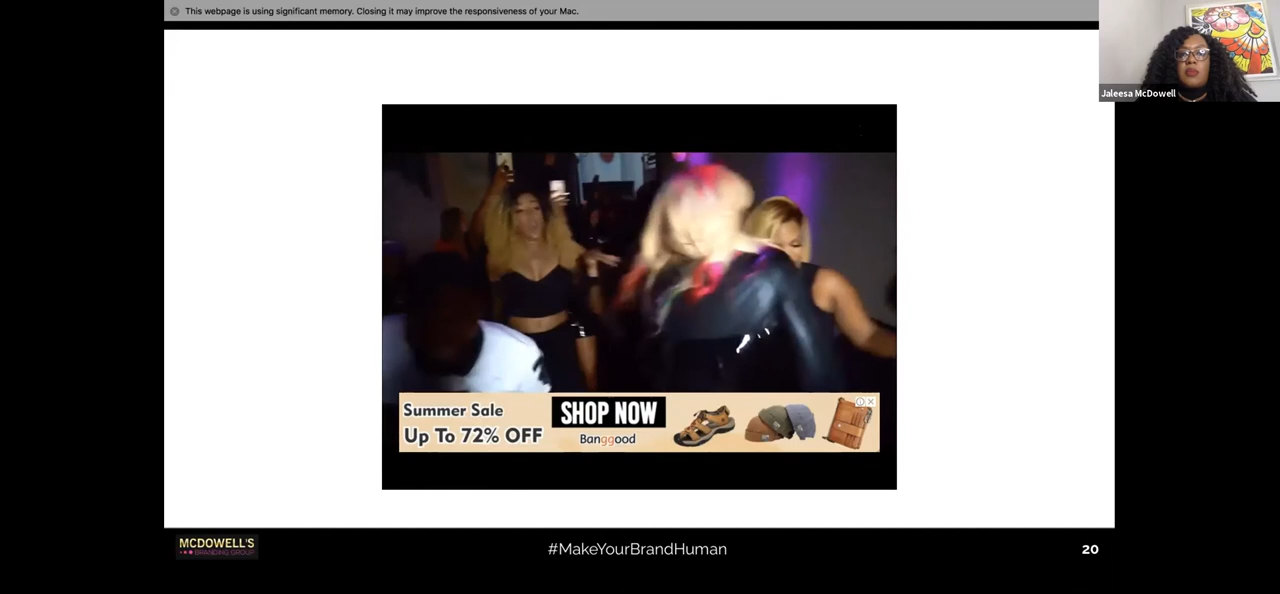 This webpage is using significant memory. Closing it may improve the responsiveness of your Mac.
Jaleesa McDowell
Summer Sale
Up To 72% OFF
SHOP NOW
Banggood
MCDOWELL'S
BRANDING GROUP
#MakeYourBrandHuman
20